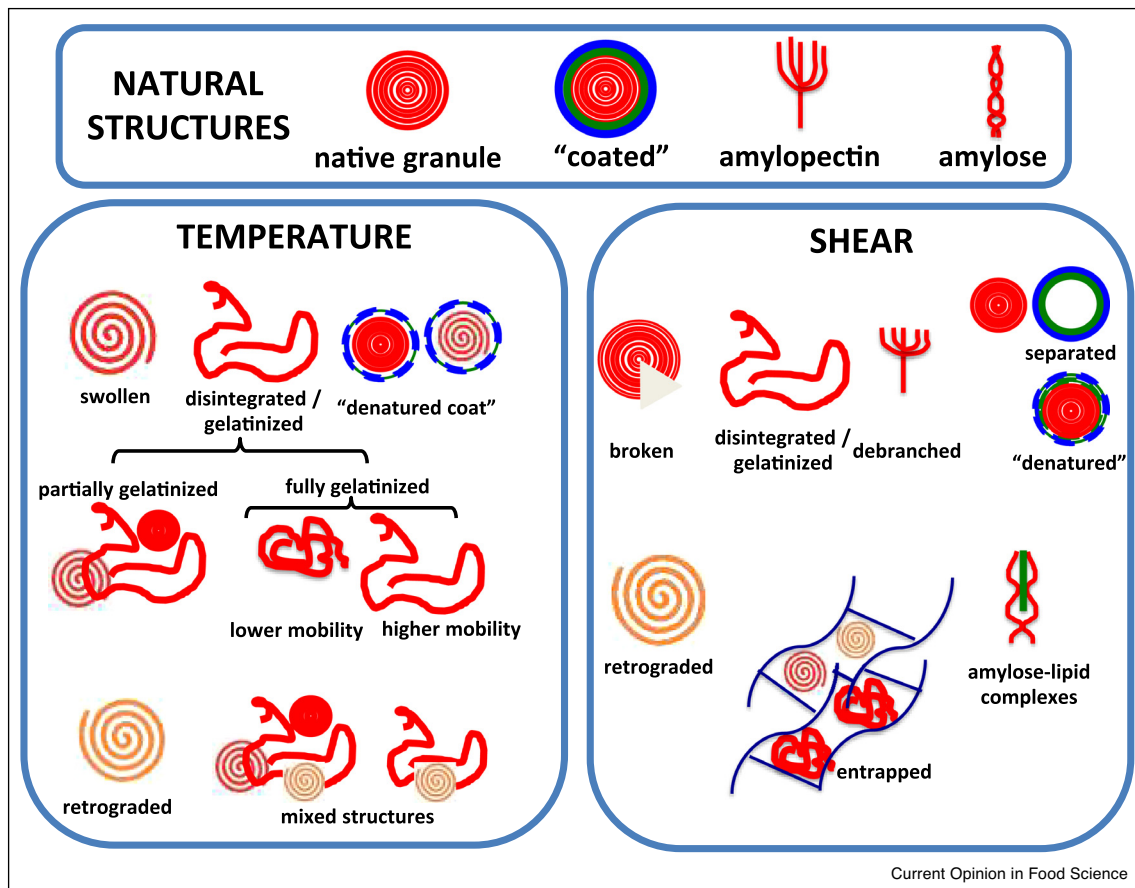 NATURAL
STRUCTURES
native granule
“coated”
amylopectin
amylose
TEMPERATURE
swollen
disintegrated /
gelatinized
“denatured coat”
partially gelatinized
fully gelatinized
lower mobility
higher mobility
retrograded
mixed structures
SHEAR
broken
disintegrated /
gelatinized
debranched
separated
“denatured”
retrograded
entrapped
amylose-lipid
complexes
Current Opinion in Food Science